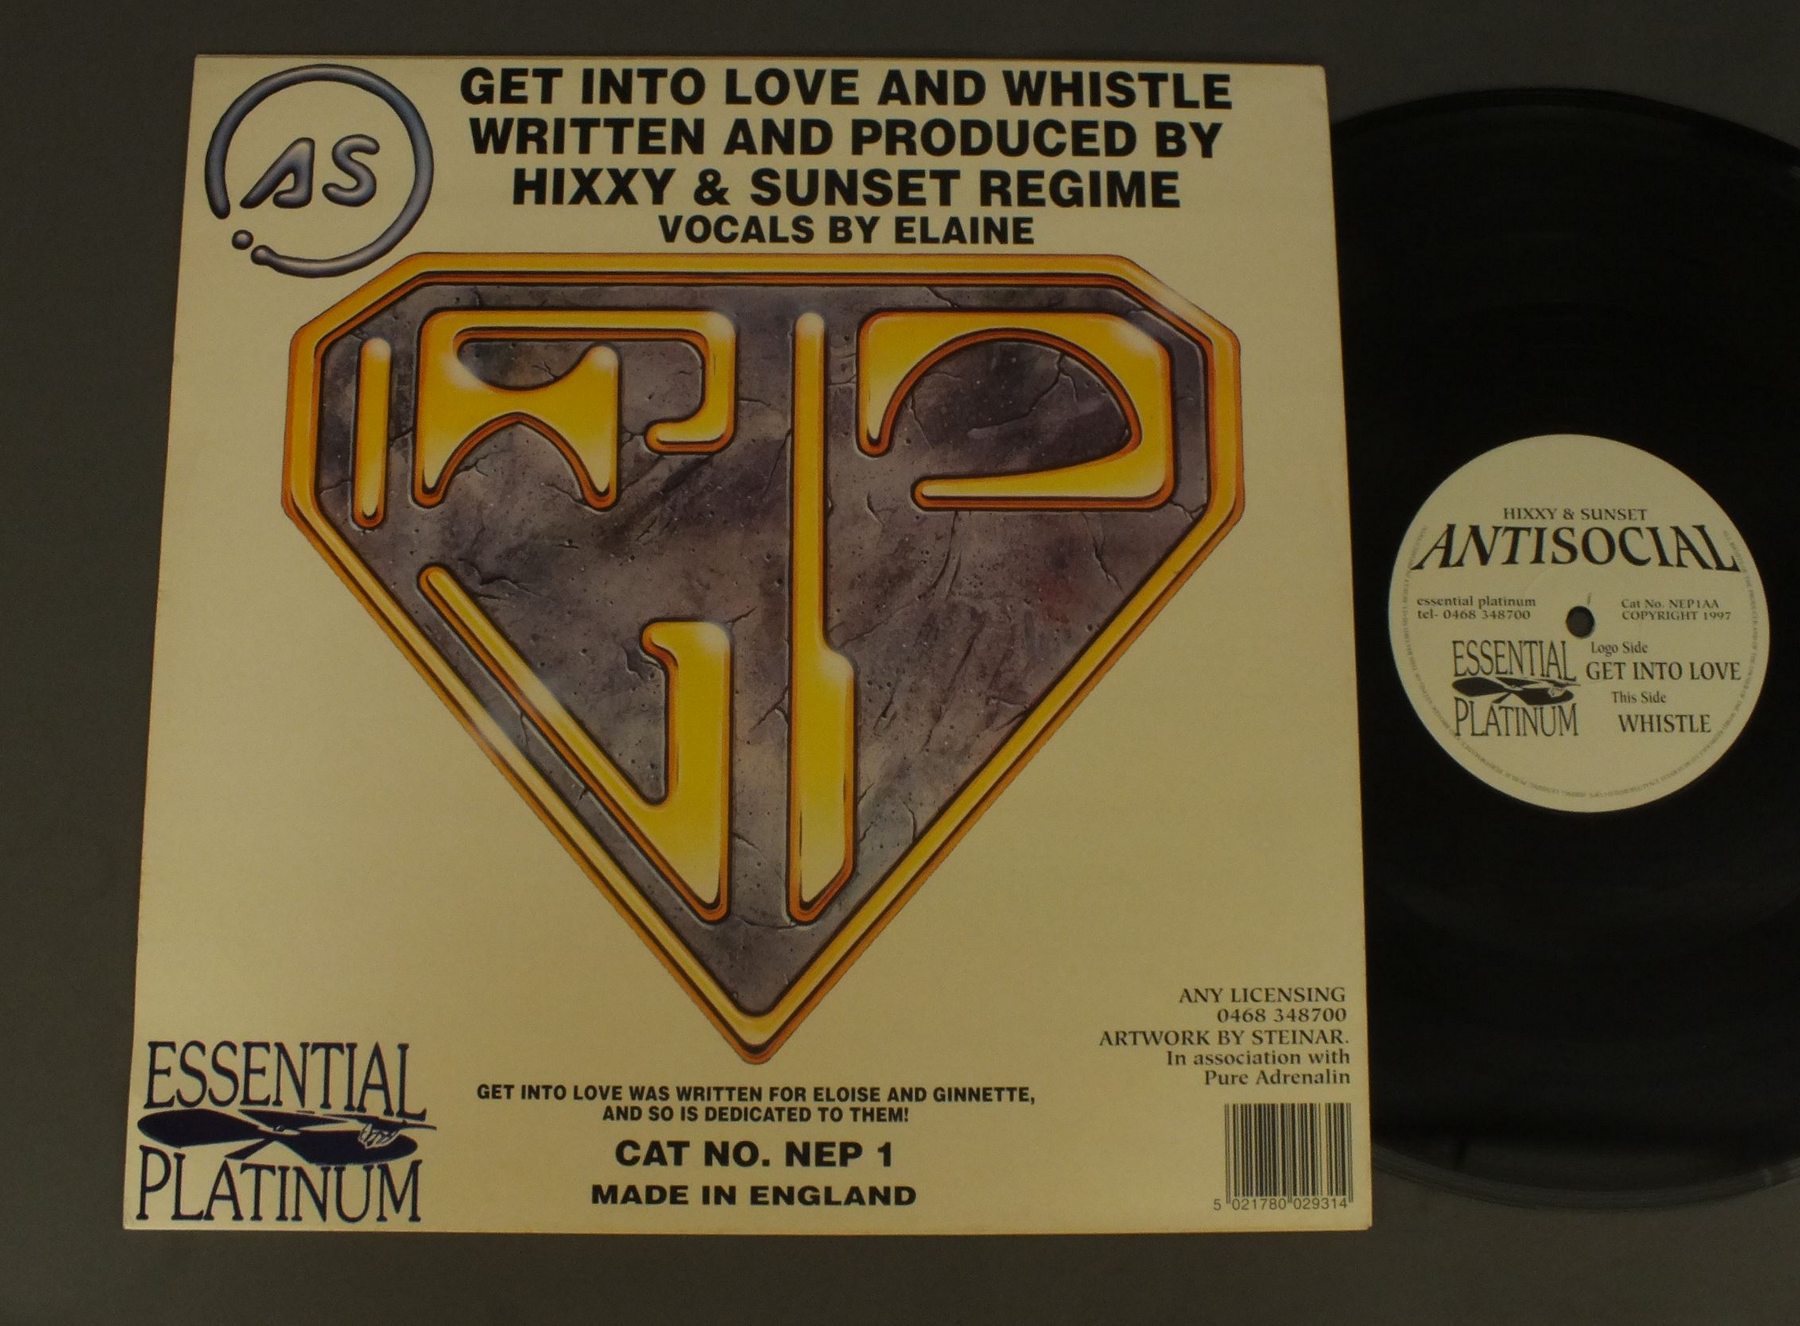 AS
GET INTO LOVE AND WHISTLE
WRITTEN AND PRODUCED BY
HIXXY & SUNSET REGIME
VOCALS BY ELAINE
ESSENTIAL
PLATINUM
GET INTO LOVE WAS WRITTEN FOR ELOISE AND GINNETTE,
AND SO IS DEDICATED TO THEM!
CAT NO. NEP 1
MADE IN ENGLAND
ANY LICENSING
0468 348700
ARTWORK BY STEINAR.
In association with
Pure Adrenalin
5 021780 029314
HIXXY & SUNSET
ANTISOCIAL
essential platinum
tel- 0468 348700
Cat No. NEP1AA
COPYRIGHT 1997
ESSENTIAL
PLATINUM
Logo Side
GET INTO LOVE
This Side
WHISTLE